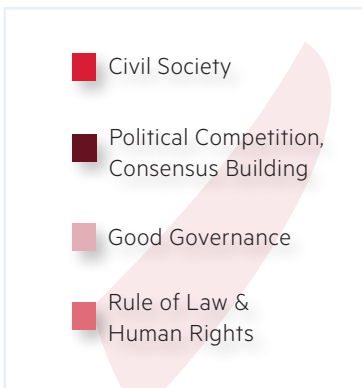 Civil Society
Political Competition,
Consensus Building
Good Governance
Rule of Law &
Human Rights